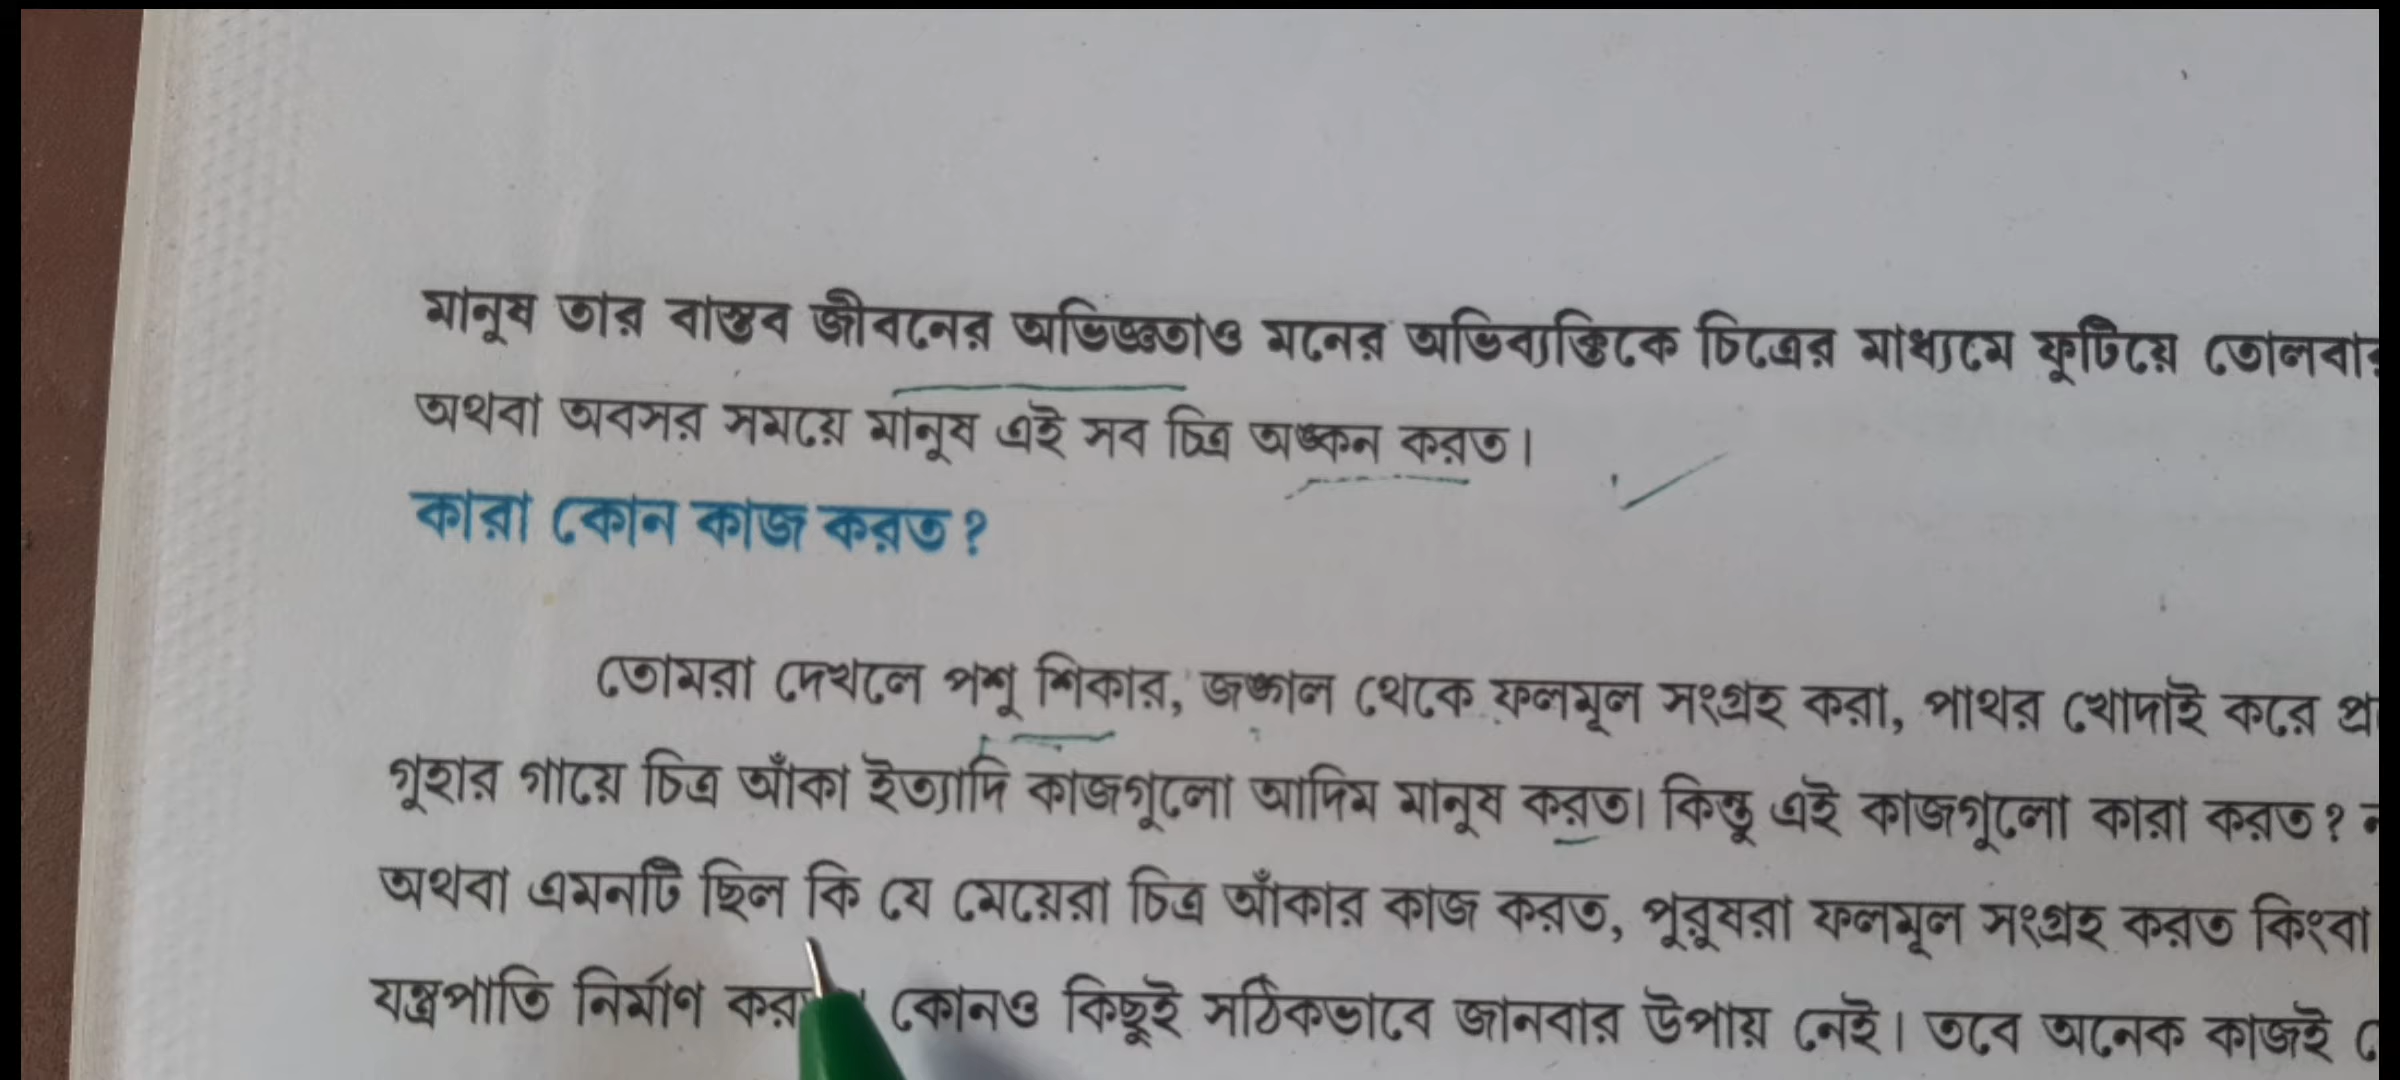 মানুষ তার বাস্তব জীবনের অভিজ্ঞতাও মনের অভিব্যক্তিকে চিত্রের মাধ্যমে ফুটিয়ে তোলবার
অথবা অবসর সময়ে মানুষ এই সব চিত্র অঙ্কন করত।
কারা কোন কাজ করত?
তোমরা দেখলে পশু শিকার, জঙ্গল থেকে ফলমূল সংগ্রহ করা, পাথর খোদাই করে
গুহার গায়ে চিত্র আঁকা ইত্যাদি কাজগুলো আদিম মানুষ করত। কিন্তু এই কাজগুলো কারা করত?
অথবা এমনটি ছিল কি যে মেয়েরা চিত্র আঁকার কাজ করত, পুরুষরা ফলমূল সংগ্রহ করত কিংবা
যন্ত্রপাতি নির্মাণ কোনও কিছুই সঠিকভাবে জানবার উপায় নেই। তবে অনেক কাজই